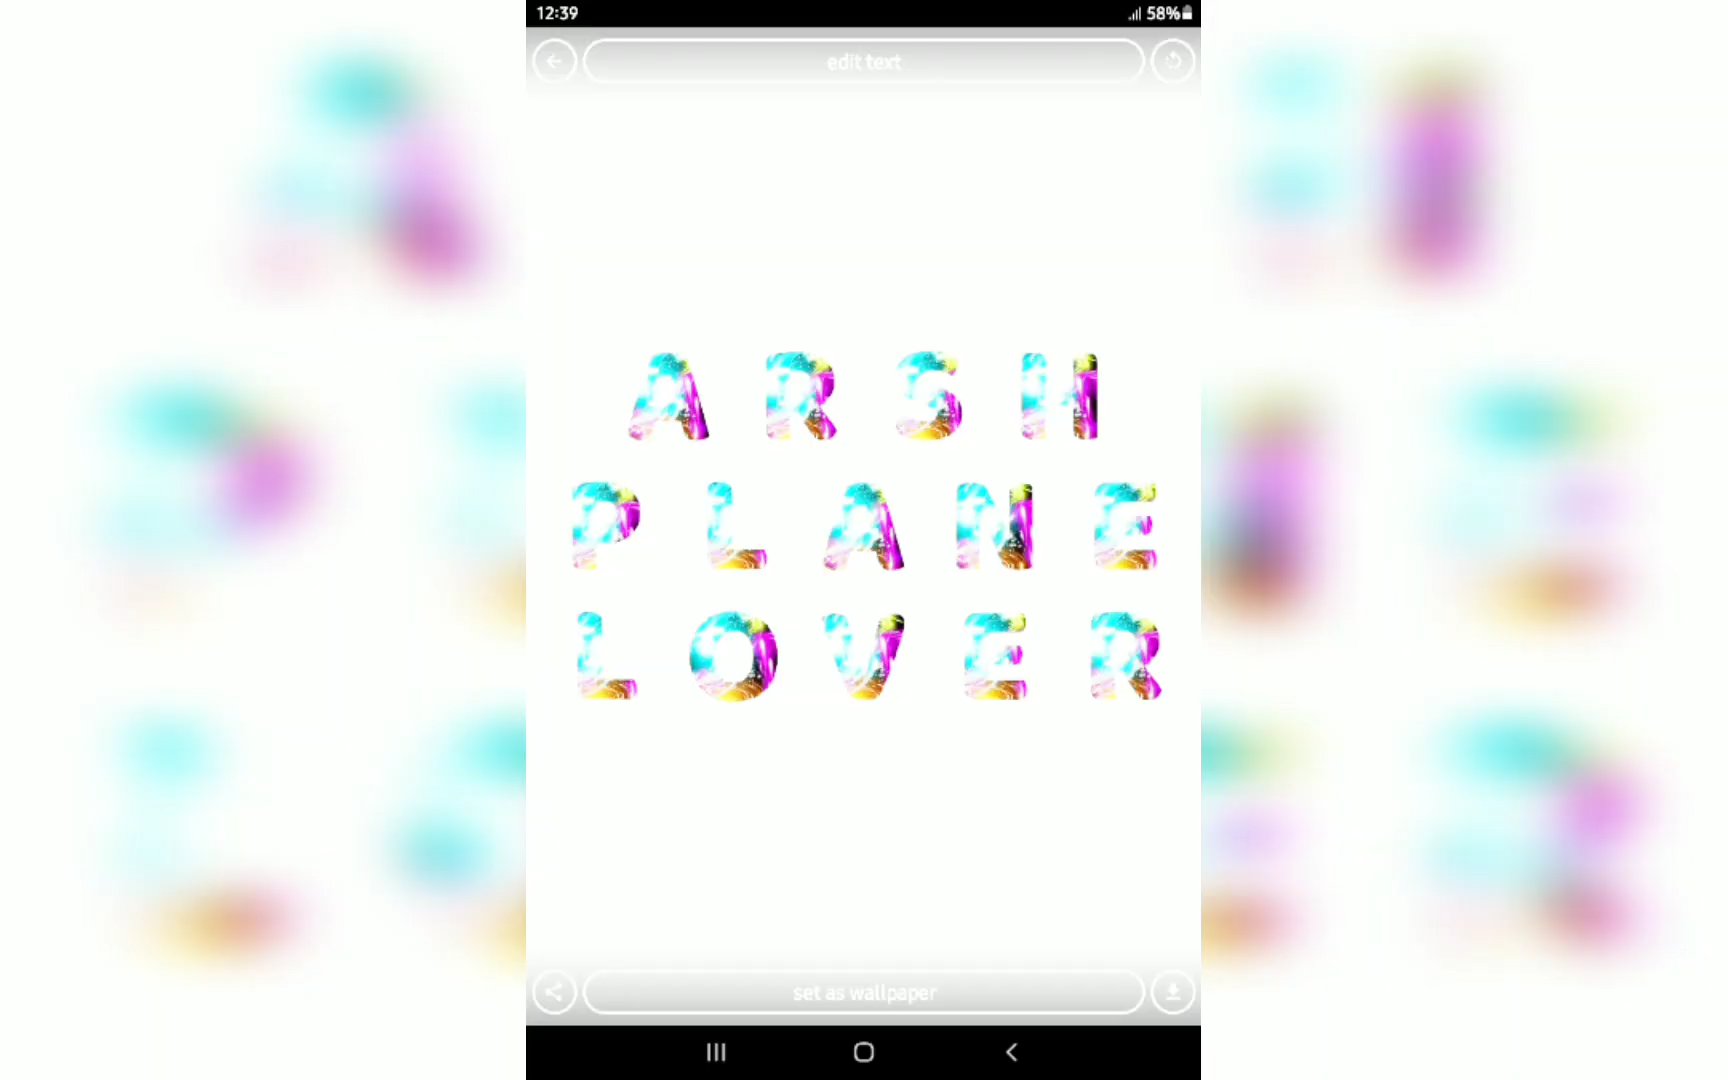 12:39
58%
edit text
ARSH
PLANE
LOVER
set as wallpaper